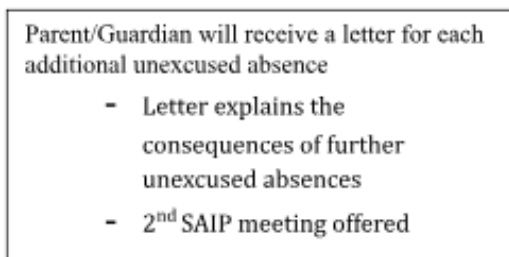 Parent/Guardian will receive a letter for each
additional unexcused absence
- Letter explains the
consequences of further
unexcused absences
- 2nd SAIP meeting offered